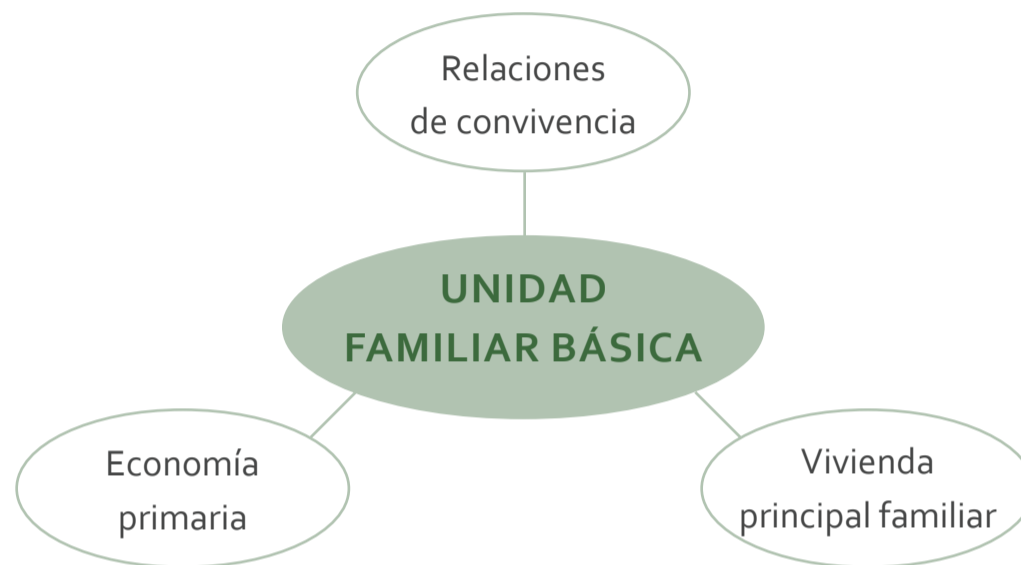 Relaciones
de convivencia
UNIDAD
FAMILIAR BÁSICA
Economía
primaria
Vivienda
principal familiar